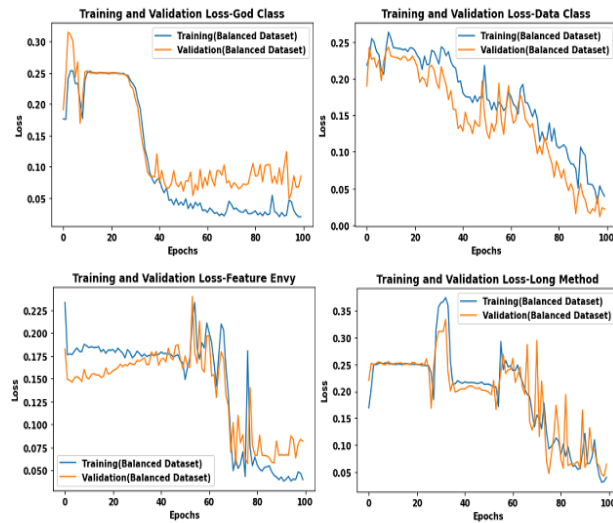 Training and Validation Loss-God Class
Training(Balanced Dataset)
Validation(Balanced Dataset)
Loss
0.30
0.25
0.20
0.15
0.10
0.05
0 20 40 60 80 100
Epochs
Training and Validation Loss-Data Class
Training(Balanced Dataset)
Validation(Balanced Dataset)
Loss
0.25
0.20
0.15
0.10
0.05
0.00
0 20 40 60 80 100
Epochs
Training and Validation Loss-Feature Envy
Loss
0.225
0.200
0.175
0.150
0.125
0.100
0.075
0.050
Training(Balanced Dataset)
Validation(Balanced Dataset)
0 20 40 60 80 100
Epochs
Training and Validation Loss-Long Method
Training(Balanced Dataset)
Validation(Balanced Dataset)
Loss
0.35
0.30
0.25
0.20
0.15
0.10
0.05
0 20 40 60 80 100
Epochs